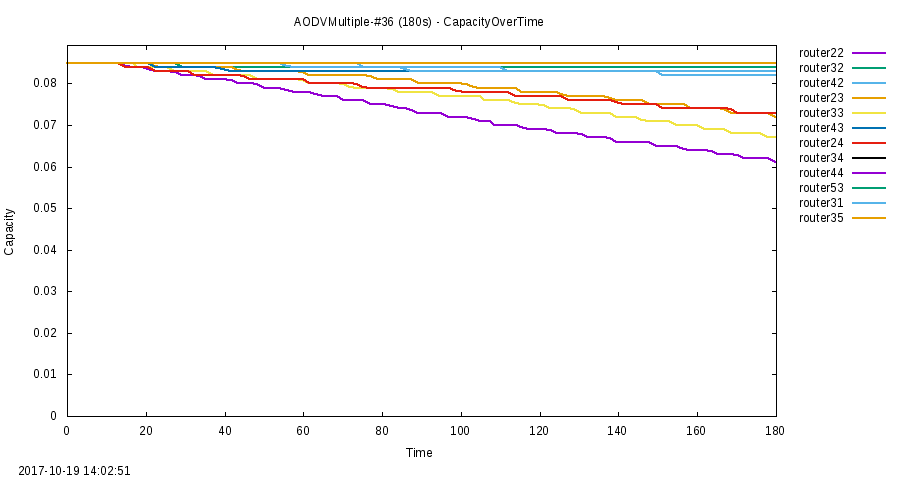 AODVMultiple-#36 (180s) - CapacityOverTime
router22
router32
router42
router23
router33
router43
router24
router34
router44
router53
router31
router35
0.08
0.07
0.06
0.05
0.04
0.03
0.02
0.01
0
Capacity
0 20 40 60 80 100 120 140 160 180
Time
2017-10-19 14:02:51